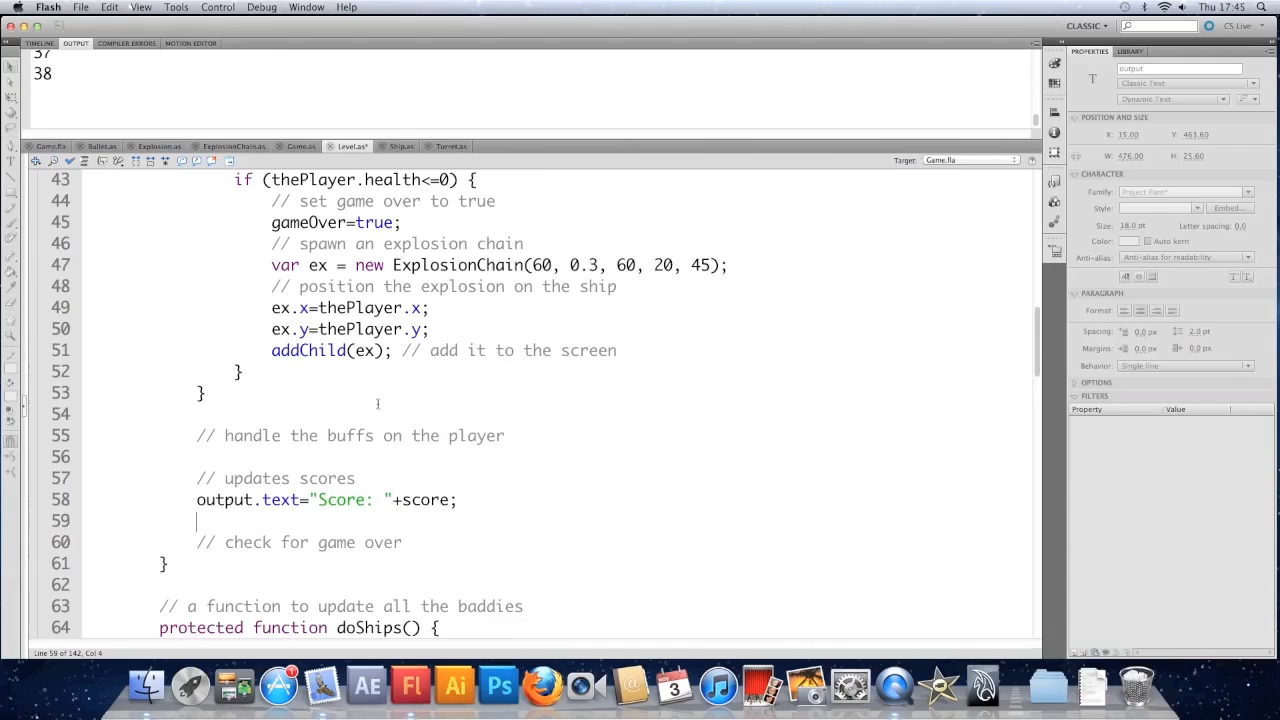 Flash File Edit View Tools Control Debug Window Help Thu 17:45
CLASSIC CS Live
TIMELINE OUTPUT COMPILER ERRORS MOTION EDITOR
PROPERTIES LIBRARY
37
38
output
T Classic Text
Dynamic Text
POSITION AND SIZE
X: 15.00 Y: 463.60
W: 476.00 H: 25.60
CHARACTER
Family: Project Font*
Style: Embed...
Size: 18.0 pt Letter spacing: 0.0
Color: Auto kern
Anti-alias: Anti-alias for readability
PARAGRAPH
Format:
Spacing: 0.0 px 2.0 pt
Margins: 0.0 px 0.0 px
Behavior: Single line
OPTIONS
FILTERS
Property Value
Game.fla Bullet.as Explosion.as ExplosionChain.as Game.as Level.as* Ship.as Turret.as
Target: Game.fla
43 if (thePlayer.health<=0) {
44 // set game over to true
45 gameOver=true;
46 // spawn an explosion chain
47 var ex = new ExplosionChain(60, 0.3, 60, 20, 45);
48 // position the explosion on the ship
49 ex.x=thePlayer.x;
50 ex.y=thePlayer.y;
51 addChild(ex); // add it to the screen
52 }
53 }
54
55 // handle the buffs on the player
56
57 // updates scores
58 output.text="Score: "+score;
59
60 // check for game over
61 }
62
63 // a function to update all the baddies
64 protected function doShips() {
Line 59 of 142, Col 4
1
AE Fl Ai Ps
NOV
3